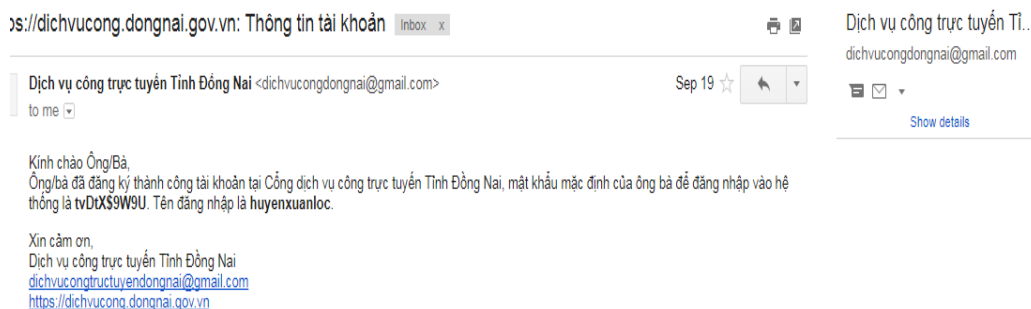 os://dichvucong.dongnai.gov.vn: Thông tin tài khoản Inbox x
Dịch vụ công trực tuyến Tỉ...
dichvucongdongnai@gmail.com
Show details
Dịch vụ công trực tuyến Tỉnh Đồng Nai <dichvucongdongnai@gmail.com>
Sep 19
to me
Kính chào Ông/Bà,
Ông/bà đã đăng ký thành công tài khoản tại Cổng dịch vụ công trực tuyến Tỉnh Đồng Nai, mật khẩu mặc định của ông bà để đăng nhập vào hệ
thống là tvDtX$9W9U. Tên đăng nhập là huyenxuanloc.
Xin cảm ơn,
Dịch vụ công trực tuyến Tỉnh Đồng Nai
dichvucongtructuyendongnai@gmail.com
https://dichvucong.dongnai.gov.vn